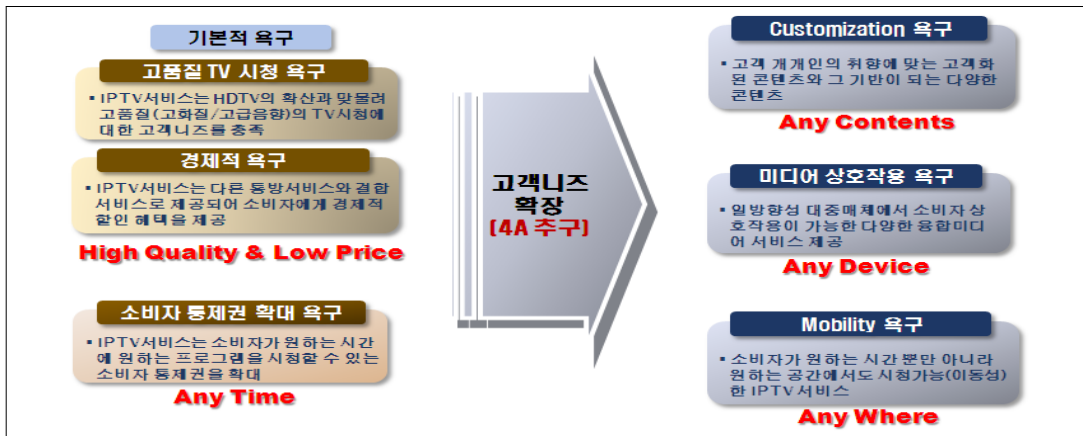 기본적 욕구
고품질 TV 시청 욕구
▪ IPTV서비스는 HDTV의 확산과 맞물려
고품질(고화질/고급음향)의 TV시청에
대한 고객니즈를 충족
경제적 욕구
▪ IPTV서비스는 다른 통방서비스와 결합
서비스로 제공되어 소비자에게 경제적
할인 혜택을 제공
High Quality & Low Price
소비자 통제권 확대 욕구
▪ IPTV서비스는 소비자가 원하는 시간
에 원하는 프로그램을 시청할 수 있는
소비자 통제권을 확대
Any Time
고객니즈
확장
(4A 추구)
Customization 욕구
▪ 고객 개개인의 취향에 맞는 고객화
된 콘텐츠와 그 기반이 되는 다양한
콘텐츠
Any Contents
미디어 상호작용 욕구
▪ 일방향성 대중매체에서 소비자 상
호작용이 가능한 다양한 융합미디
어 서비스 제공
Any Device
Mobility 욕구
▪ 소비자가 원하는 시간 뿐만 아니라
원하는 공간에서도 시청가능(이동성)
한 IPTV서비스
Any Where